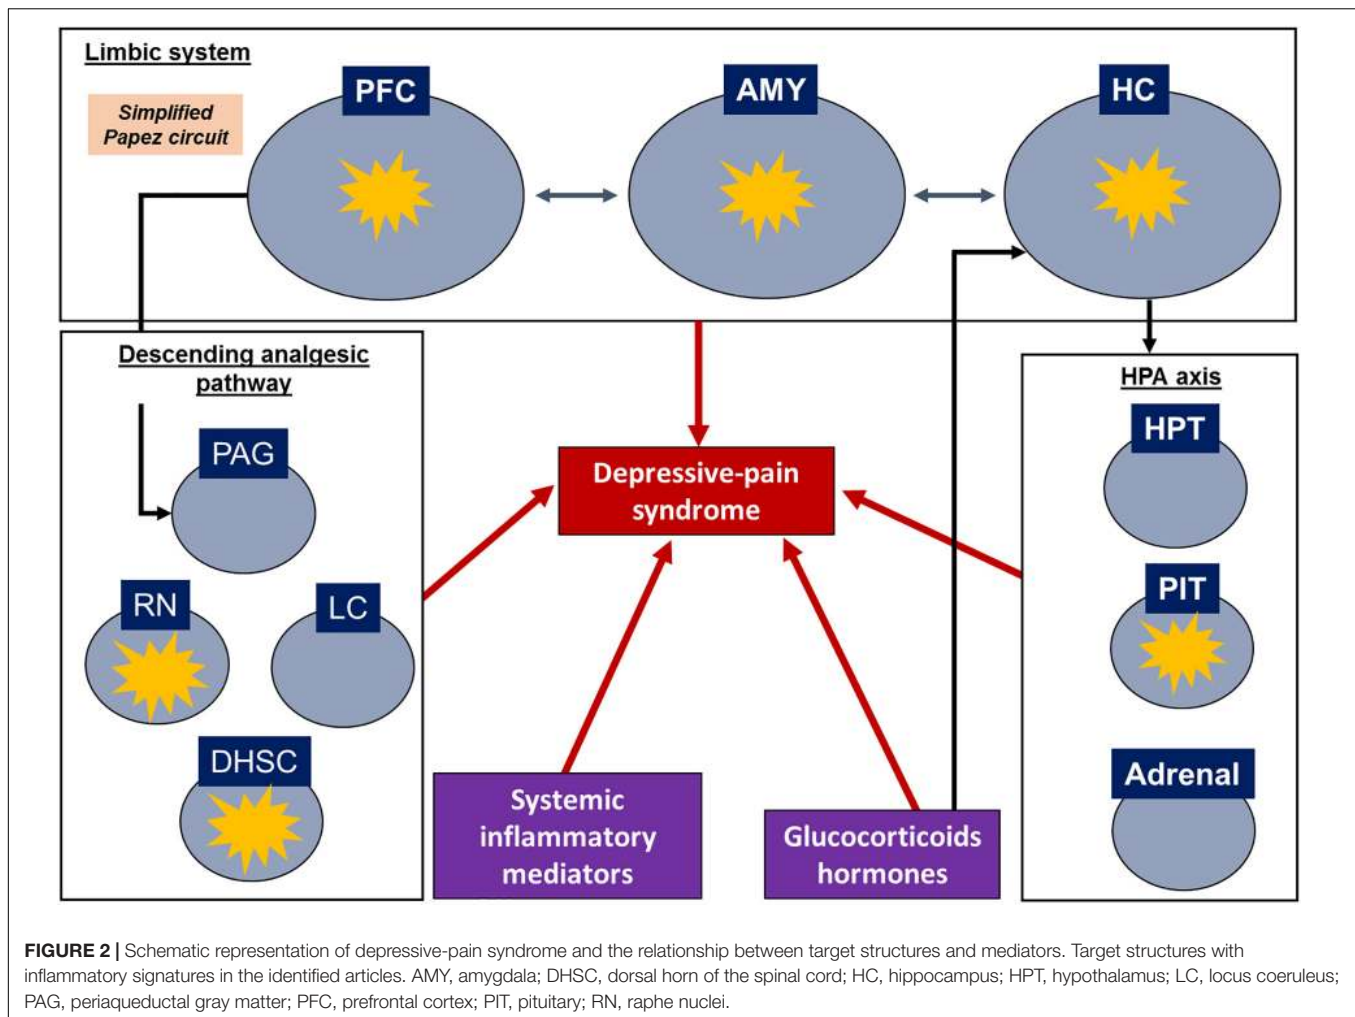 Limbic system
Simplified
Papez circuit
PFC
AMY
HC
Descending analgesic
pathway
PAG
RN
LC
DHSC
Depressive-pain
syndrome
Systemic
inflammatory
mediators
Glucocorticoids
hormones
HPA axis
HPT
PIT
Adrenal
FIGURE 2 | Schematic representation of depressive-pain syndrome and the relationship between target structures and mediators. Target structures with
inflammatory signatures in the identified articles. AMY, amygdala; DHSC, dorsal horn of the spinal cord; HC, hippocampus; HPT, hypothalamus; LC, locus coeruleus;
PAG, periaqueductal gray matter; PFC, prefrontal cortex; PIT, pituitary; RN, raphe nuclei.